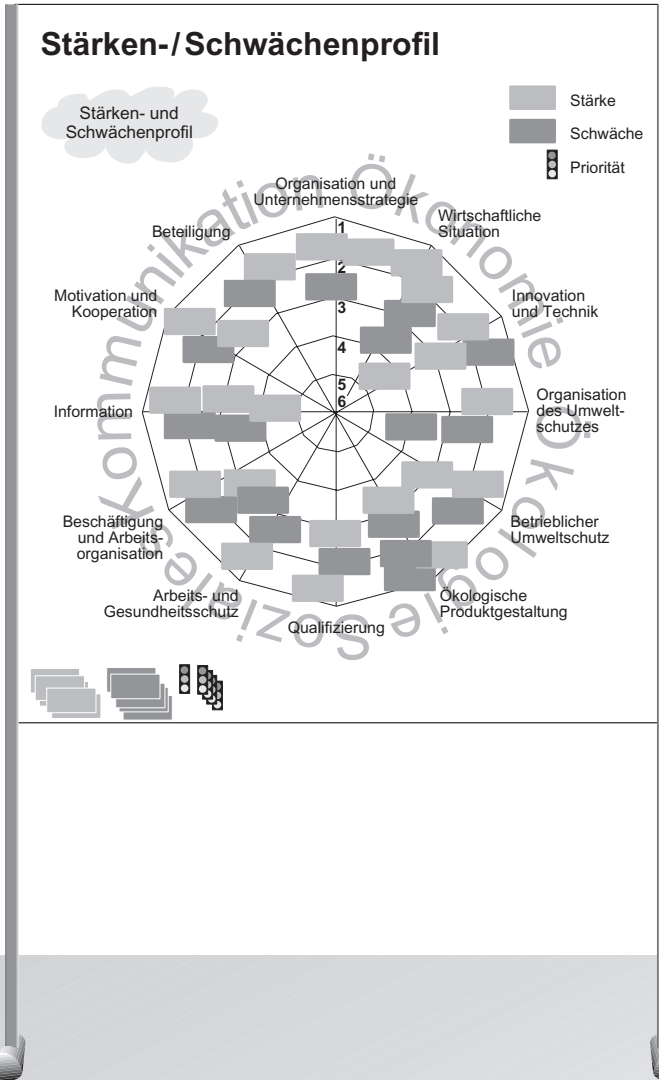 Stärken-/Schwächenprofil
Stärken- und
Schwächenprofil
Stärke
Schwäche
Priorität
Kommunikation Ökonomie
Ökologie
Soziales
Organisation und
Unternehmensstrategie
Wirtschaftliche
Situation
Innovation
und Technik
Organisation
des Umwelt-
schutzes
Betrieblicher
Umweltschutz
Ökologische
Produktgestaltung
Qualifizierung
Arbeits- und
Gesundheitsschutz
Beschäftigung
und Arbeits-
organisation
Information
Motivation und
Kooperation
Beteiligung
1
2
3
4
5
6